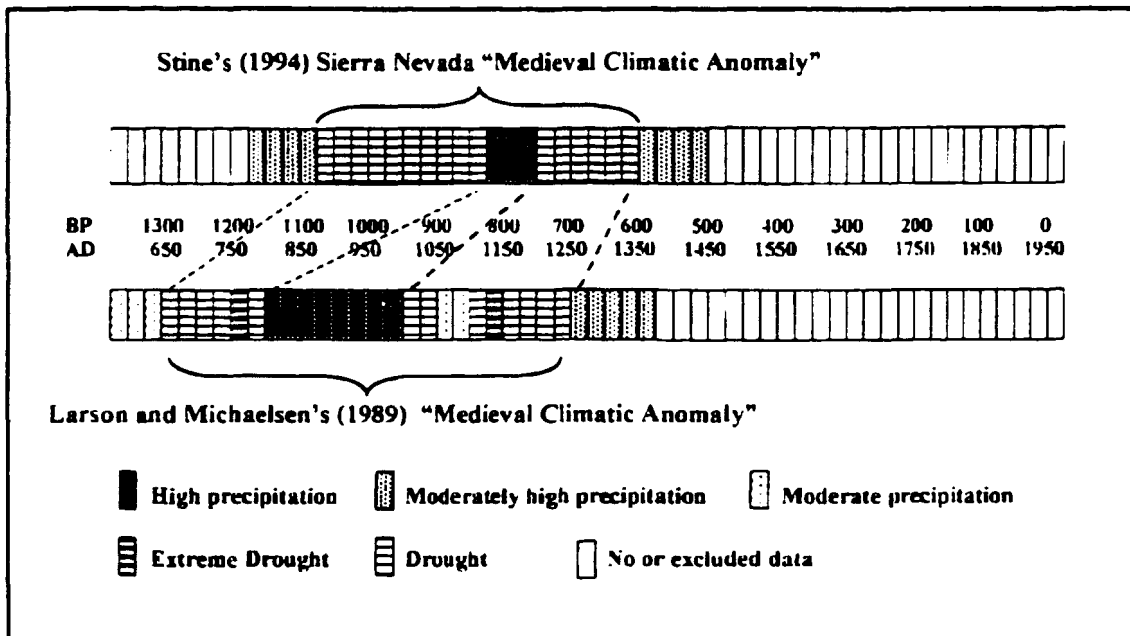 Stine's (1994) Sierra Nevada "Medieval Climatic Anomaly"
BP 1300 1200 1100 1000 900 800 700 600 500 400 300 200 100 0
AD 650 750 850 950 1050 1150 1250 1350 1450 1550 1650 1750 1850 1950
Larson and Michaelsen's (1989) "Medieval Climatic Anomaly"
High precipitation Moderately high precipitation Moderate precipitation
Extreme Drought Drought No or excluded data